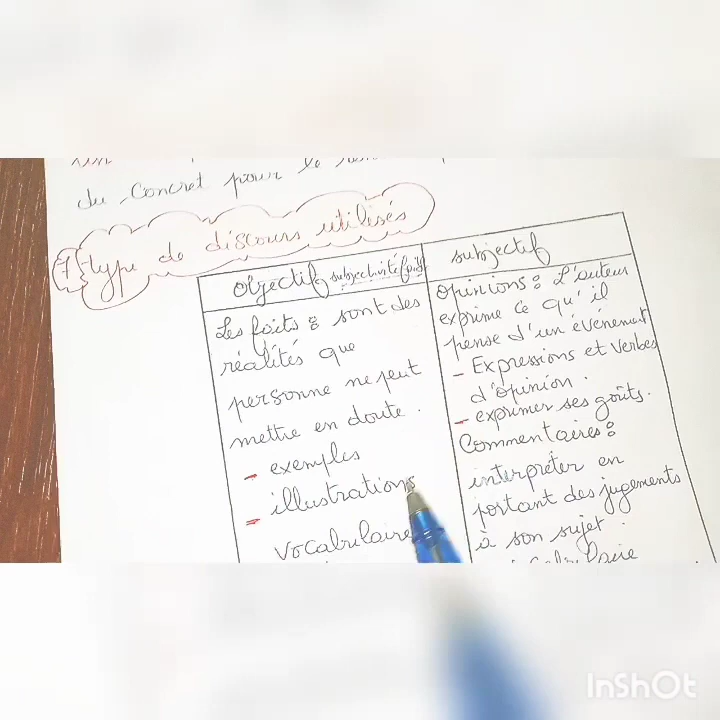 du Concret pour le
7) type de discours utilisés
Objectif subjectivité
Les faits : sont des
réalités que
personne ne peut
mettre en doute.
- exemples
- illustrations
vocabulaire
subjectif
opinions : L'auteur
exprime ce qu'il
pense d'un événement
- Expressions et verbes
d'opinion.
- exprimer ses goûts.
Commentaires :
interpréter en
portant des jugements
à son sujet.
InShOt